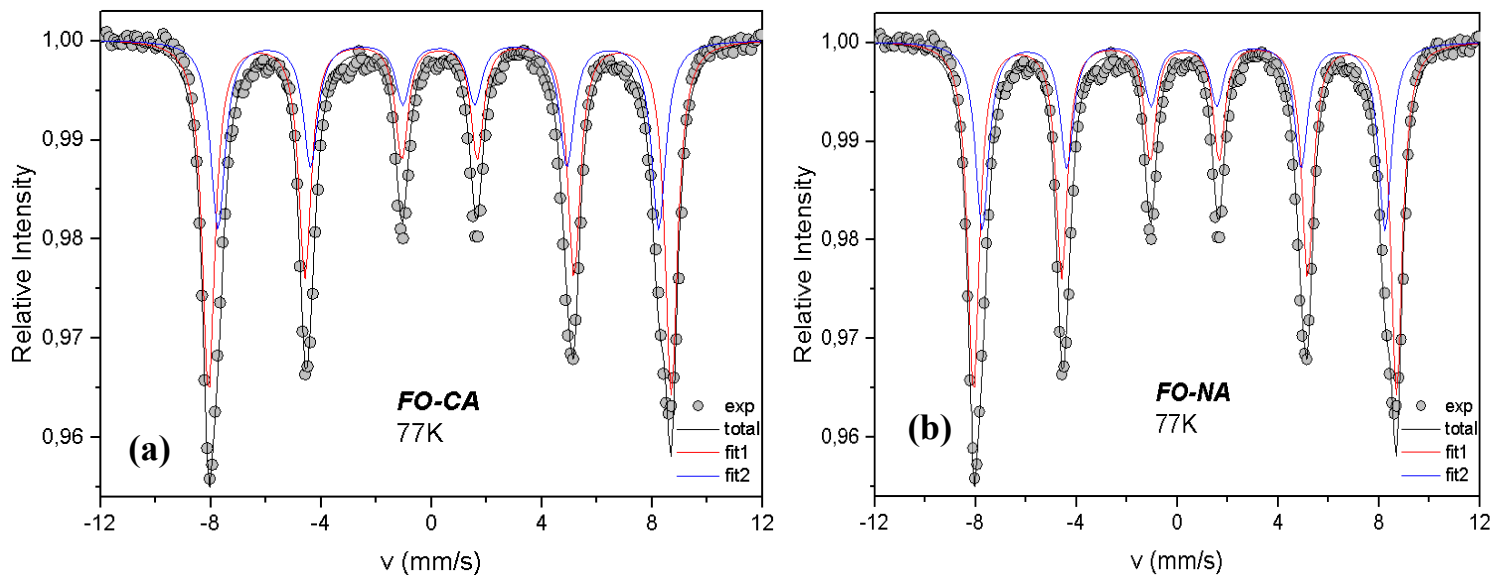 1,00
0,99
0,98
0,97
0,96
Relative Intensity
-12
-8
-4
0
4
8
12
v (mm/s)
(a)
FO-CA
77K
exp
total
fit1
fit2
1,00
0,99
0,98
0,97
0,96
Relative Intensity
-12
-8
-4
0
4
8
12
v (mm/s)
(b)
FO-NA
77K
exp
total
fit1
fit2